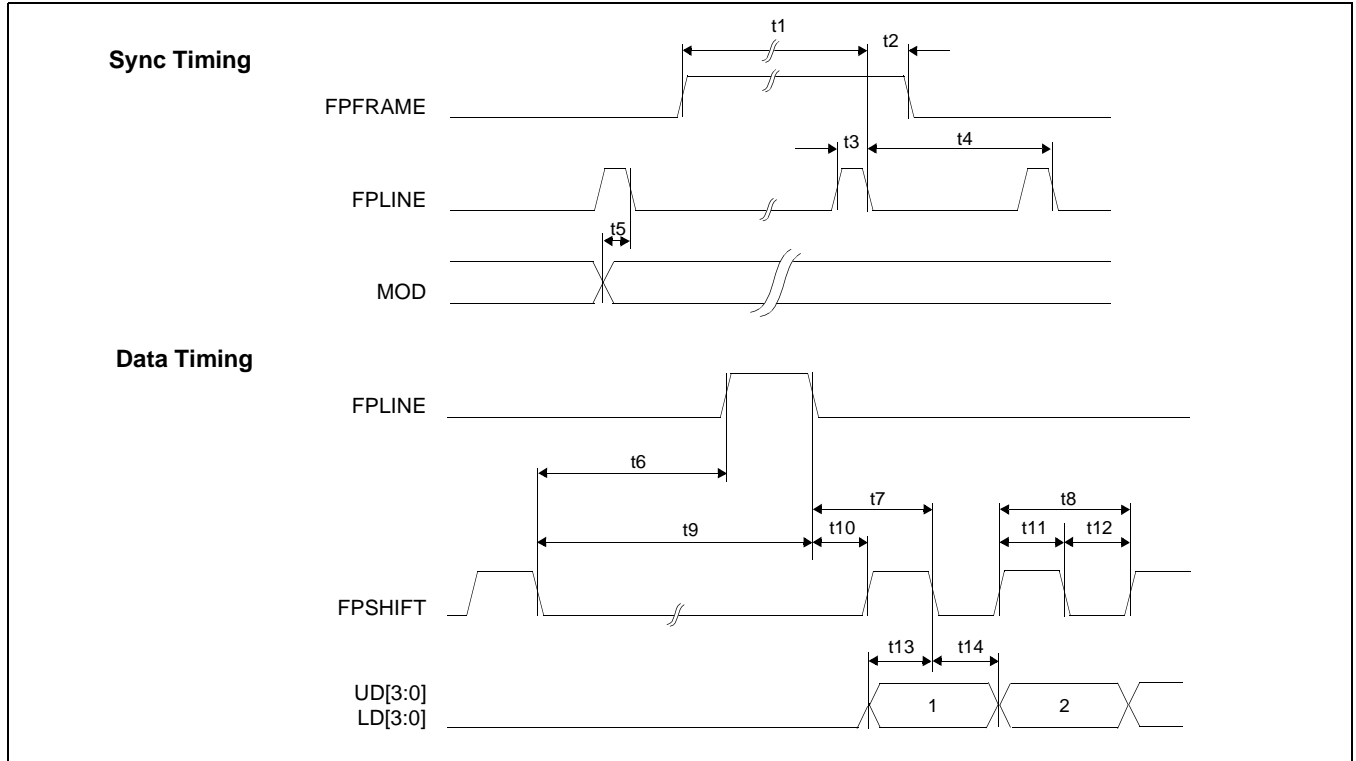 t1
t2
Sync Timing
FPFRAME
t3
t4
FPLINE
t5
MOD
Data Timing
FPLINE
t6
t7
t8
t9
t10
t11
t12
FPSHIFT
t13
t14
UD[3:0]
1
2
LD[3:0]